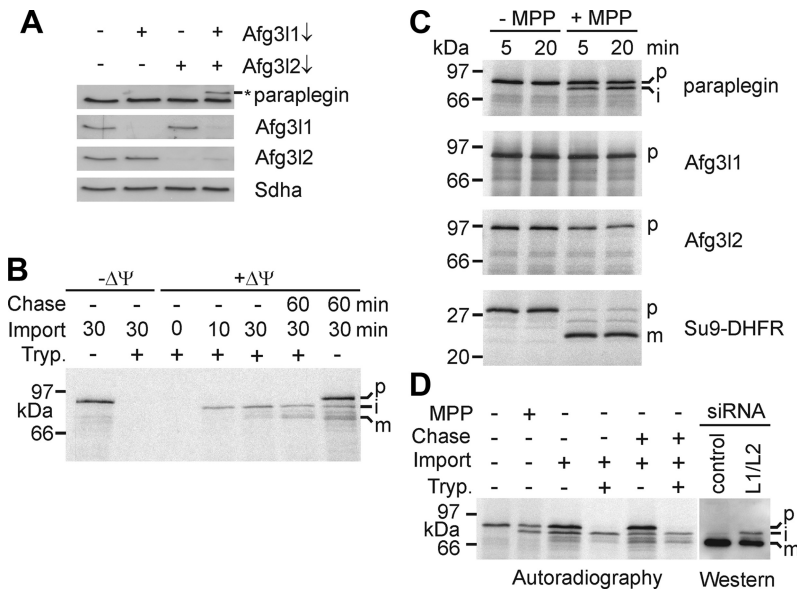 A
- + - + Afg3l1↓
- - + + Afg3l2↓
*paraplegin
Afg3l1
Afg3l2
Sdha
B
-ΔΨ +ΔΨ
Chase - - - - - 60 60 min
Import 30 30 0 10 30 30 30 min
Tryp. - + + + + + -
97
kDa
66
p
i
m
C
- MPP + MPP
kDa 5 20 5 20 min
97
66
p
i
paraplegin
97
66
p
Afg3l1
97
66
p
Afg3l2
27
20
p
m
Su9-DHFR
D
MPP - + - - - -
Chase - - - - + +
Import - - + + + +
Tryp. - - - + - +
siRNA
control
L1/L2
97
kDa
66
p
i
m
Autoradiography Western